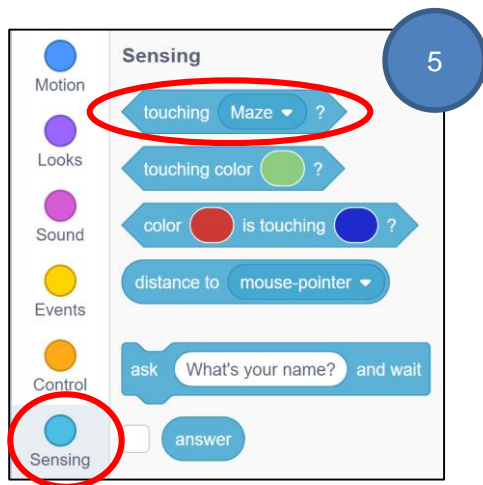 5
Motion
Looks
Sound
Events
Control
Sensing
Sensing
touching Maze ?
touching color ?
color is touching ?
distance to mouse-pointer
ask What's your name? and wait
answer